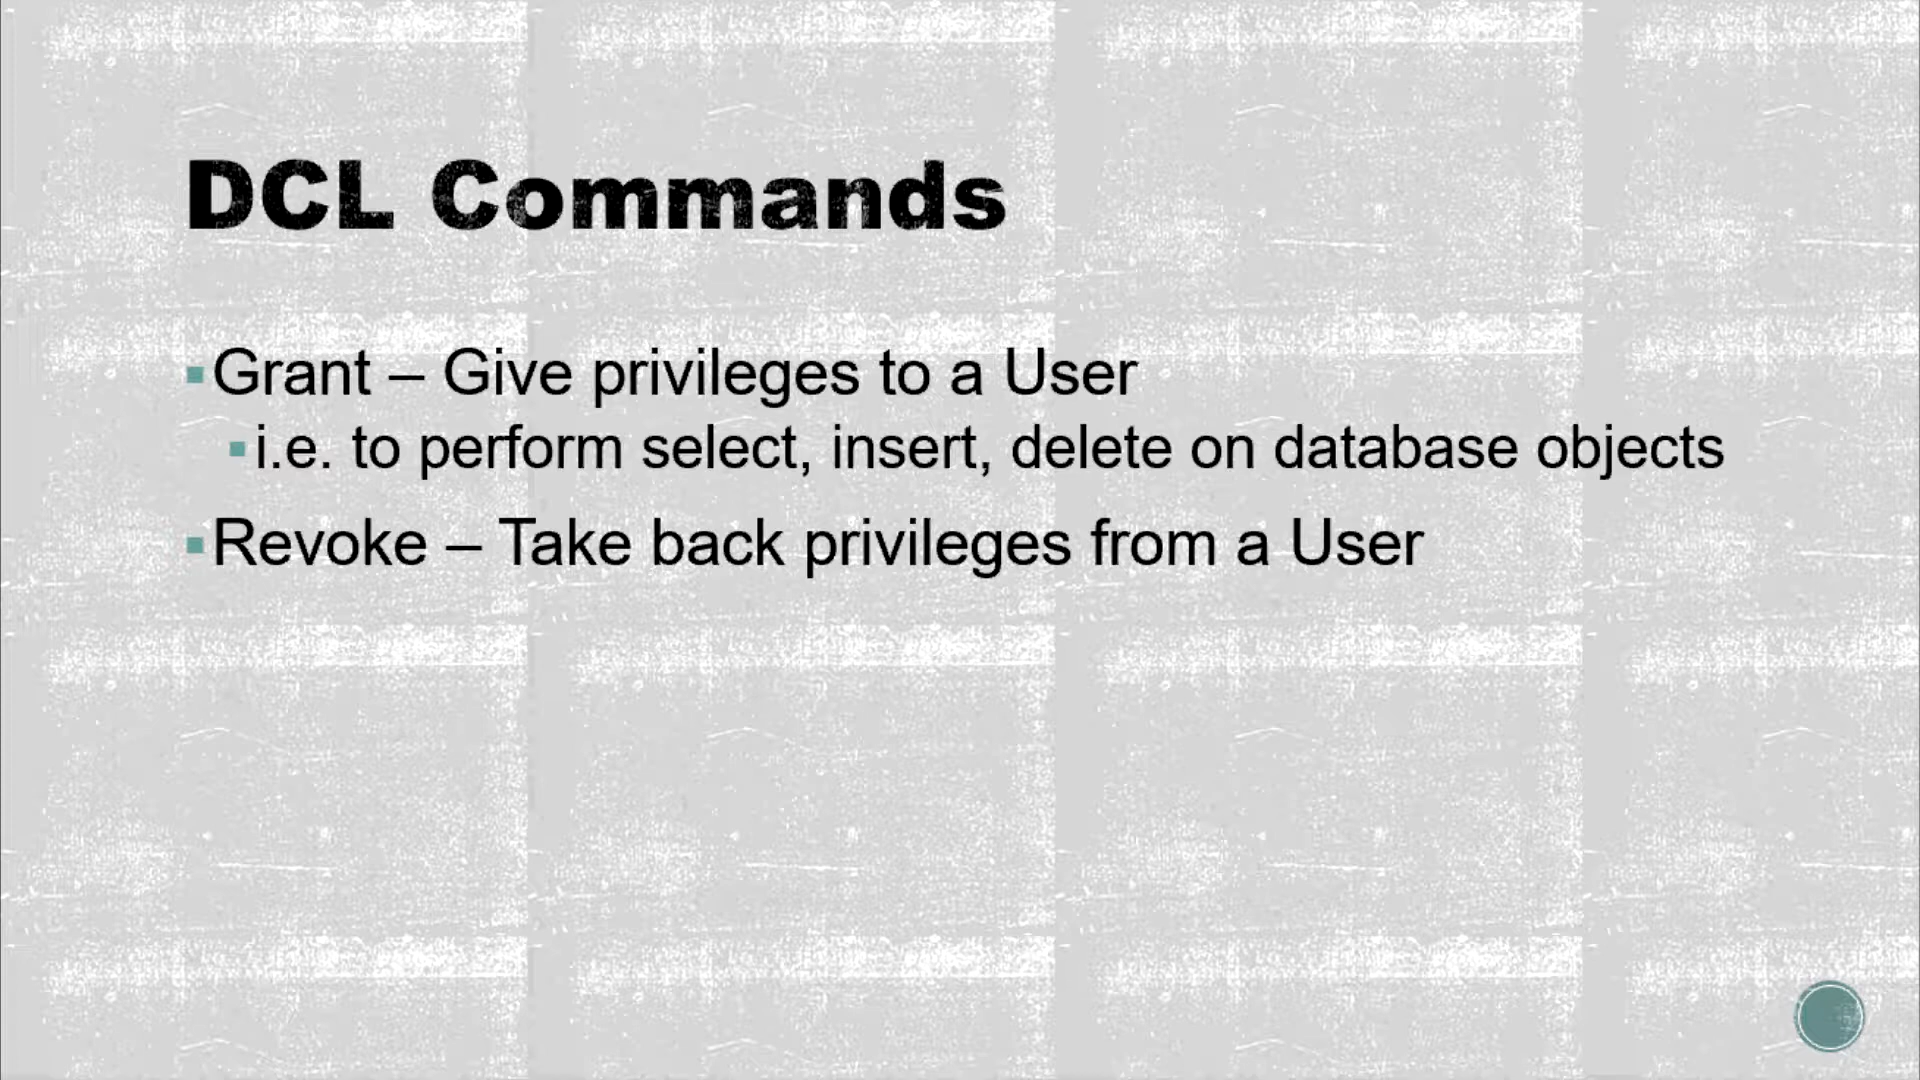 DCL Commands
Grant – Give privileges to a User
i.e. to perform select, insert, delete on database objects
Revoke – Take back privileges from a User